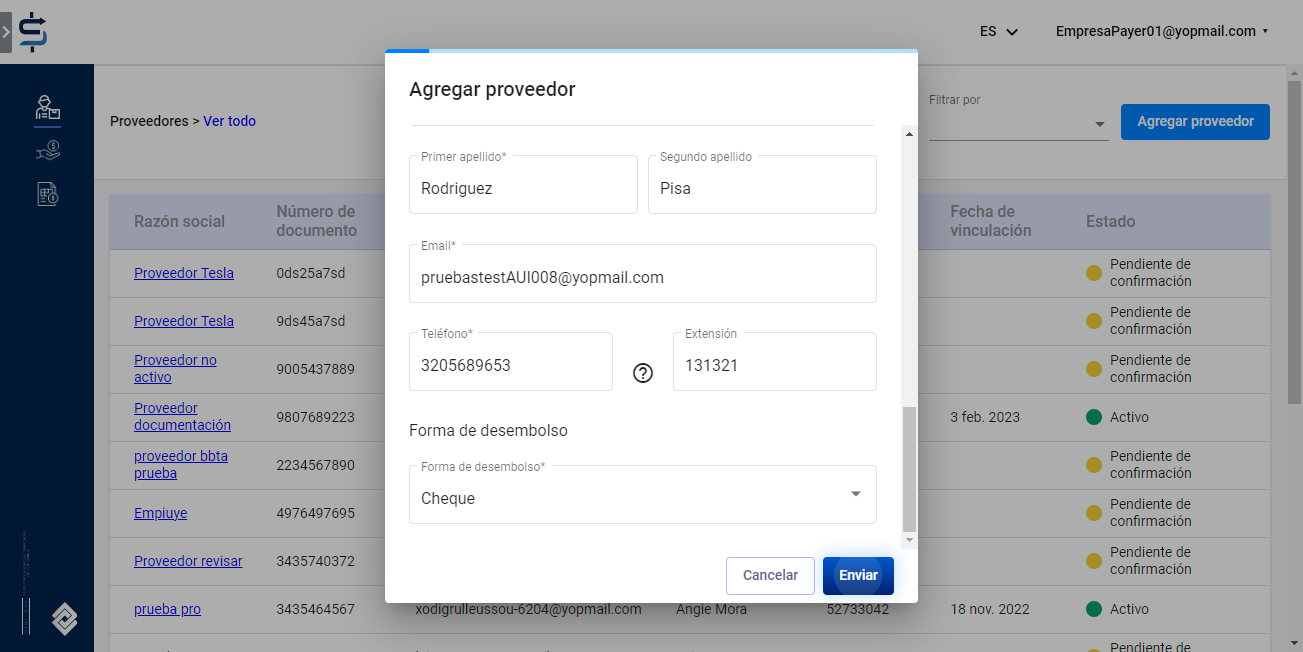 ES
EmpresaPayer01@yopmail.com
Agregar proveedor
Proveedores > Ver todo
Filtrar por
Agregar proveedor
Primer apellido*
Rodriguez
Segundo apellido
Pisa
Email*
pruebastestAUI008@yopmail.com
Teléfono*
3205689653
Extensión
131321
Forma de desembolso
Forma de desembolso*
Cheque
Cancelar
Enviar
Razón social
Número de
documento
Fecha de
vinculación
Estado
Proveedor Tesla
0ds25a7sd
Pendiente de
confirmación
Proveedor Tesla
9ds45a7sd
Pendiente de
confirmación
Proveedor no
activo
9005437889
Pendiente de
confirmación
Proveedor
documentación
9807689223
3 feb. 2023
Activo
proveedor bbta
prueba
2234567890
Pendiente de
confirmación
Empiuye
4976497695
Pendiente de
confirmación
Proveedor revisar
3435740372
Pendiente de
confirmación
prueba pro
3435464567
xodigrulleussou-6204@yopmail.com
Angie Mora
52733042
18 nov. 2022
Activo
Pendiente de